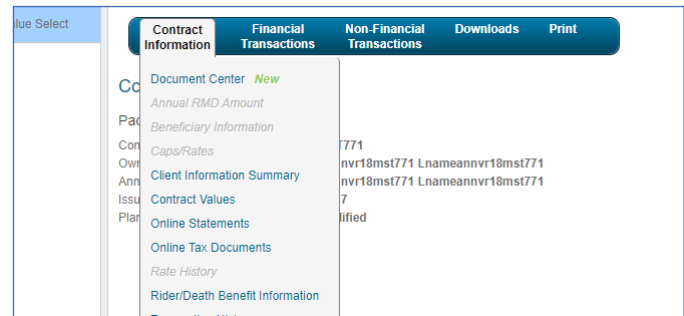 lue Select
Contract Information
Financial Transactions
Non-Financial Transactions
Downloads
Print
Document Center New
Annual RMD Amount
Beneficiary Information
Caps/Rates
Client Information Summary
Contract Values
Online Statements
Online Tax Documents
Rate History
Rider/Death Benefit Information
Co
Pac
Con
T771
Own
nvr18mst771 Lnameannvr18mst771
Ann
nvr18mst771 Lnameannvr18mst771
Issu
7
Plan
lified